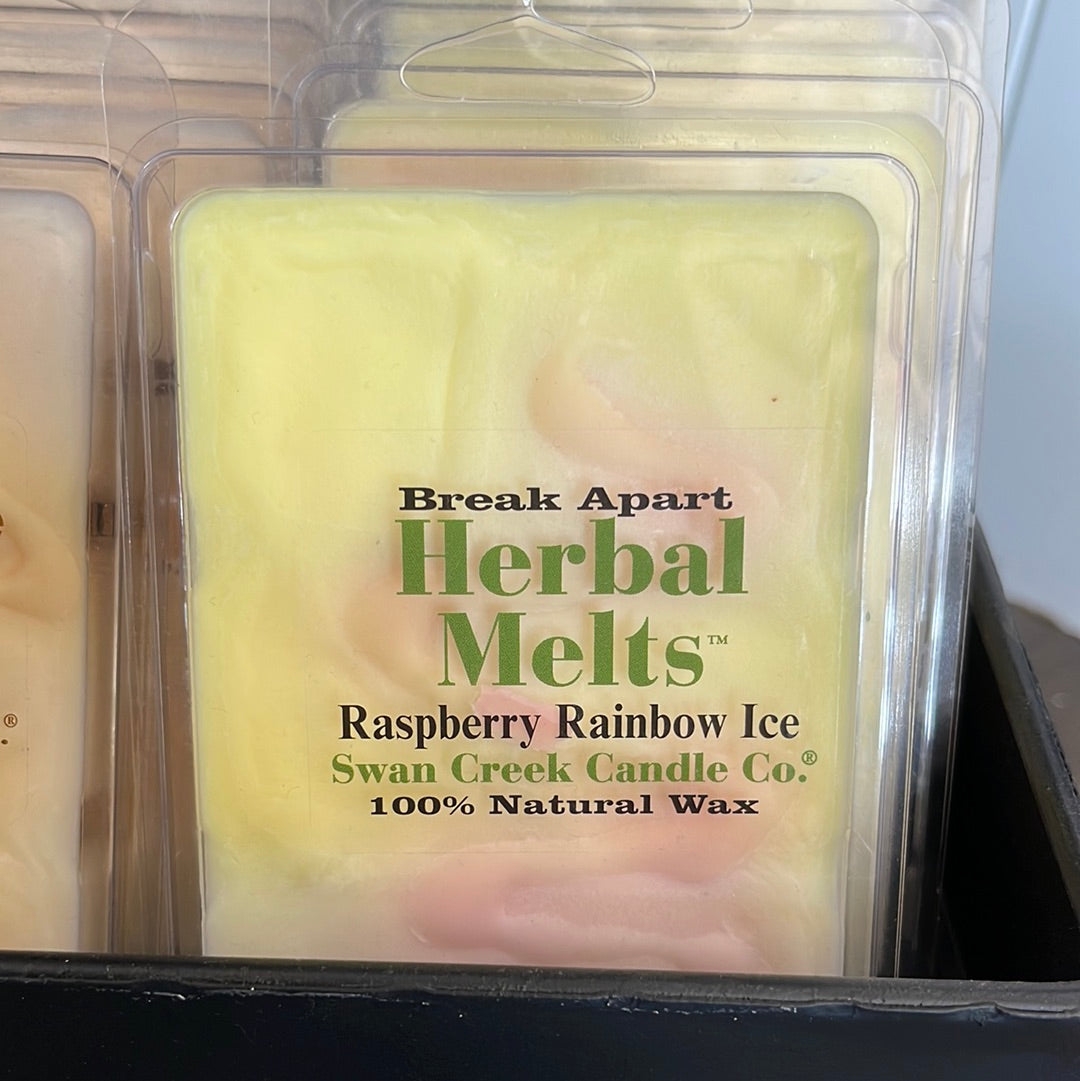 Break Apart
Herbal
Melts™
Raspberry Rainbow Ice
Swan Creek Candle Co.®
100% Natural Wax